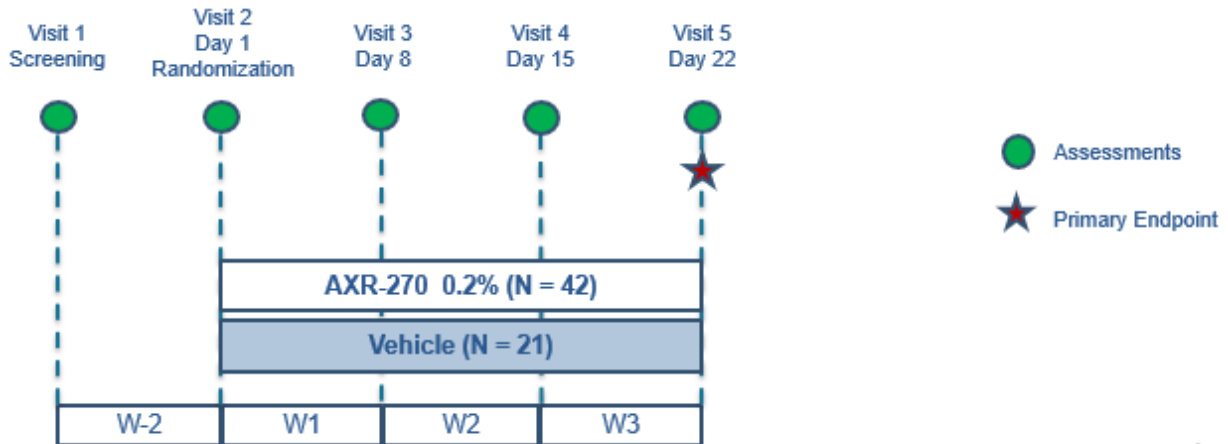 Visit 1
Screening
Visit 2
Day 1
Randomization
Visit 3
Day 8
Visit 4
Day 15
Visit 5
Day 22
Assessments
Primary Endpoint
AXR-270 0.2% (N = 42)
Vehicle (N = 21)
W-2
W1
W2
W3